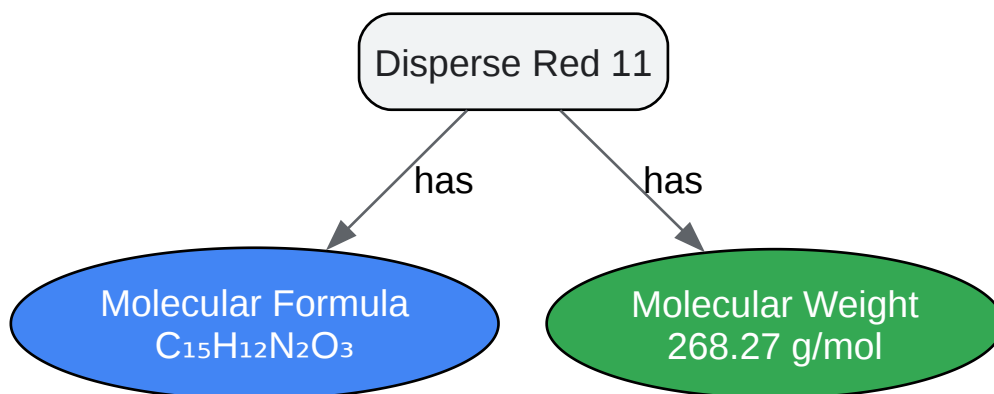 Disperse Red 11
has
has
Molecular Formula
C₁₅H₁₂N₂O₃
Molecular Weight
268.27 g/mol